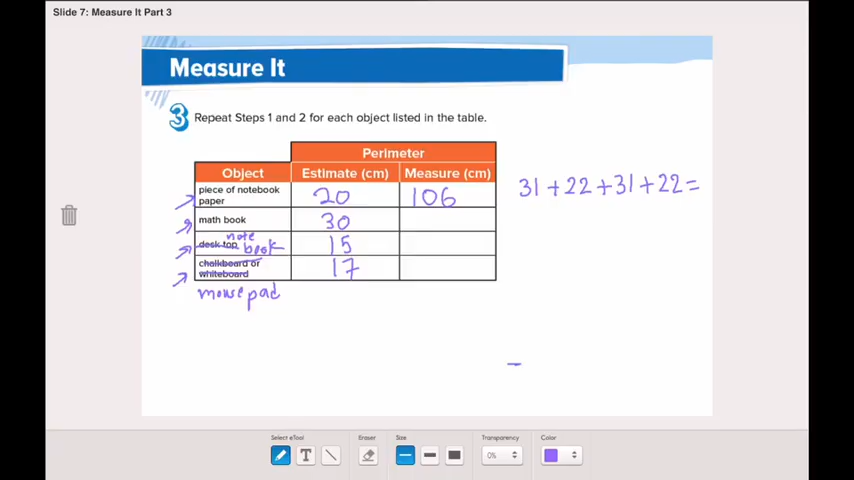 Slide 7: Measure It Part 3
Measure It
3 Repeat Steps 1 and 2 for each object listed in the table.
Perimeter
Object Estimate (cm) Measure (cm)
piece of notebook
paper 20 106
31 + 22 + 31 + 22 =
math book 30
note
desk top book 15
chalkboard or
whiteboard 17
mousepad
Select eTool Eraser Size Transparency Color
T 0%